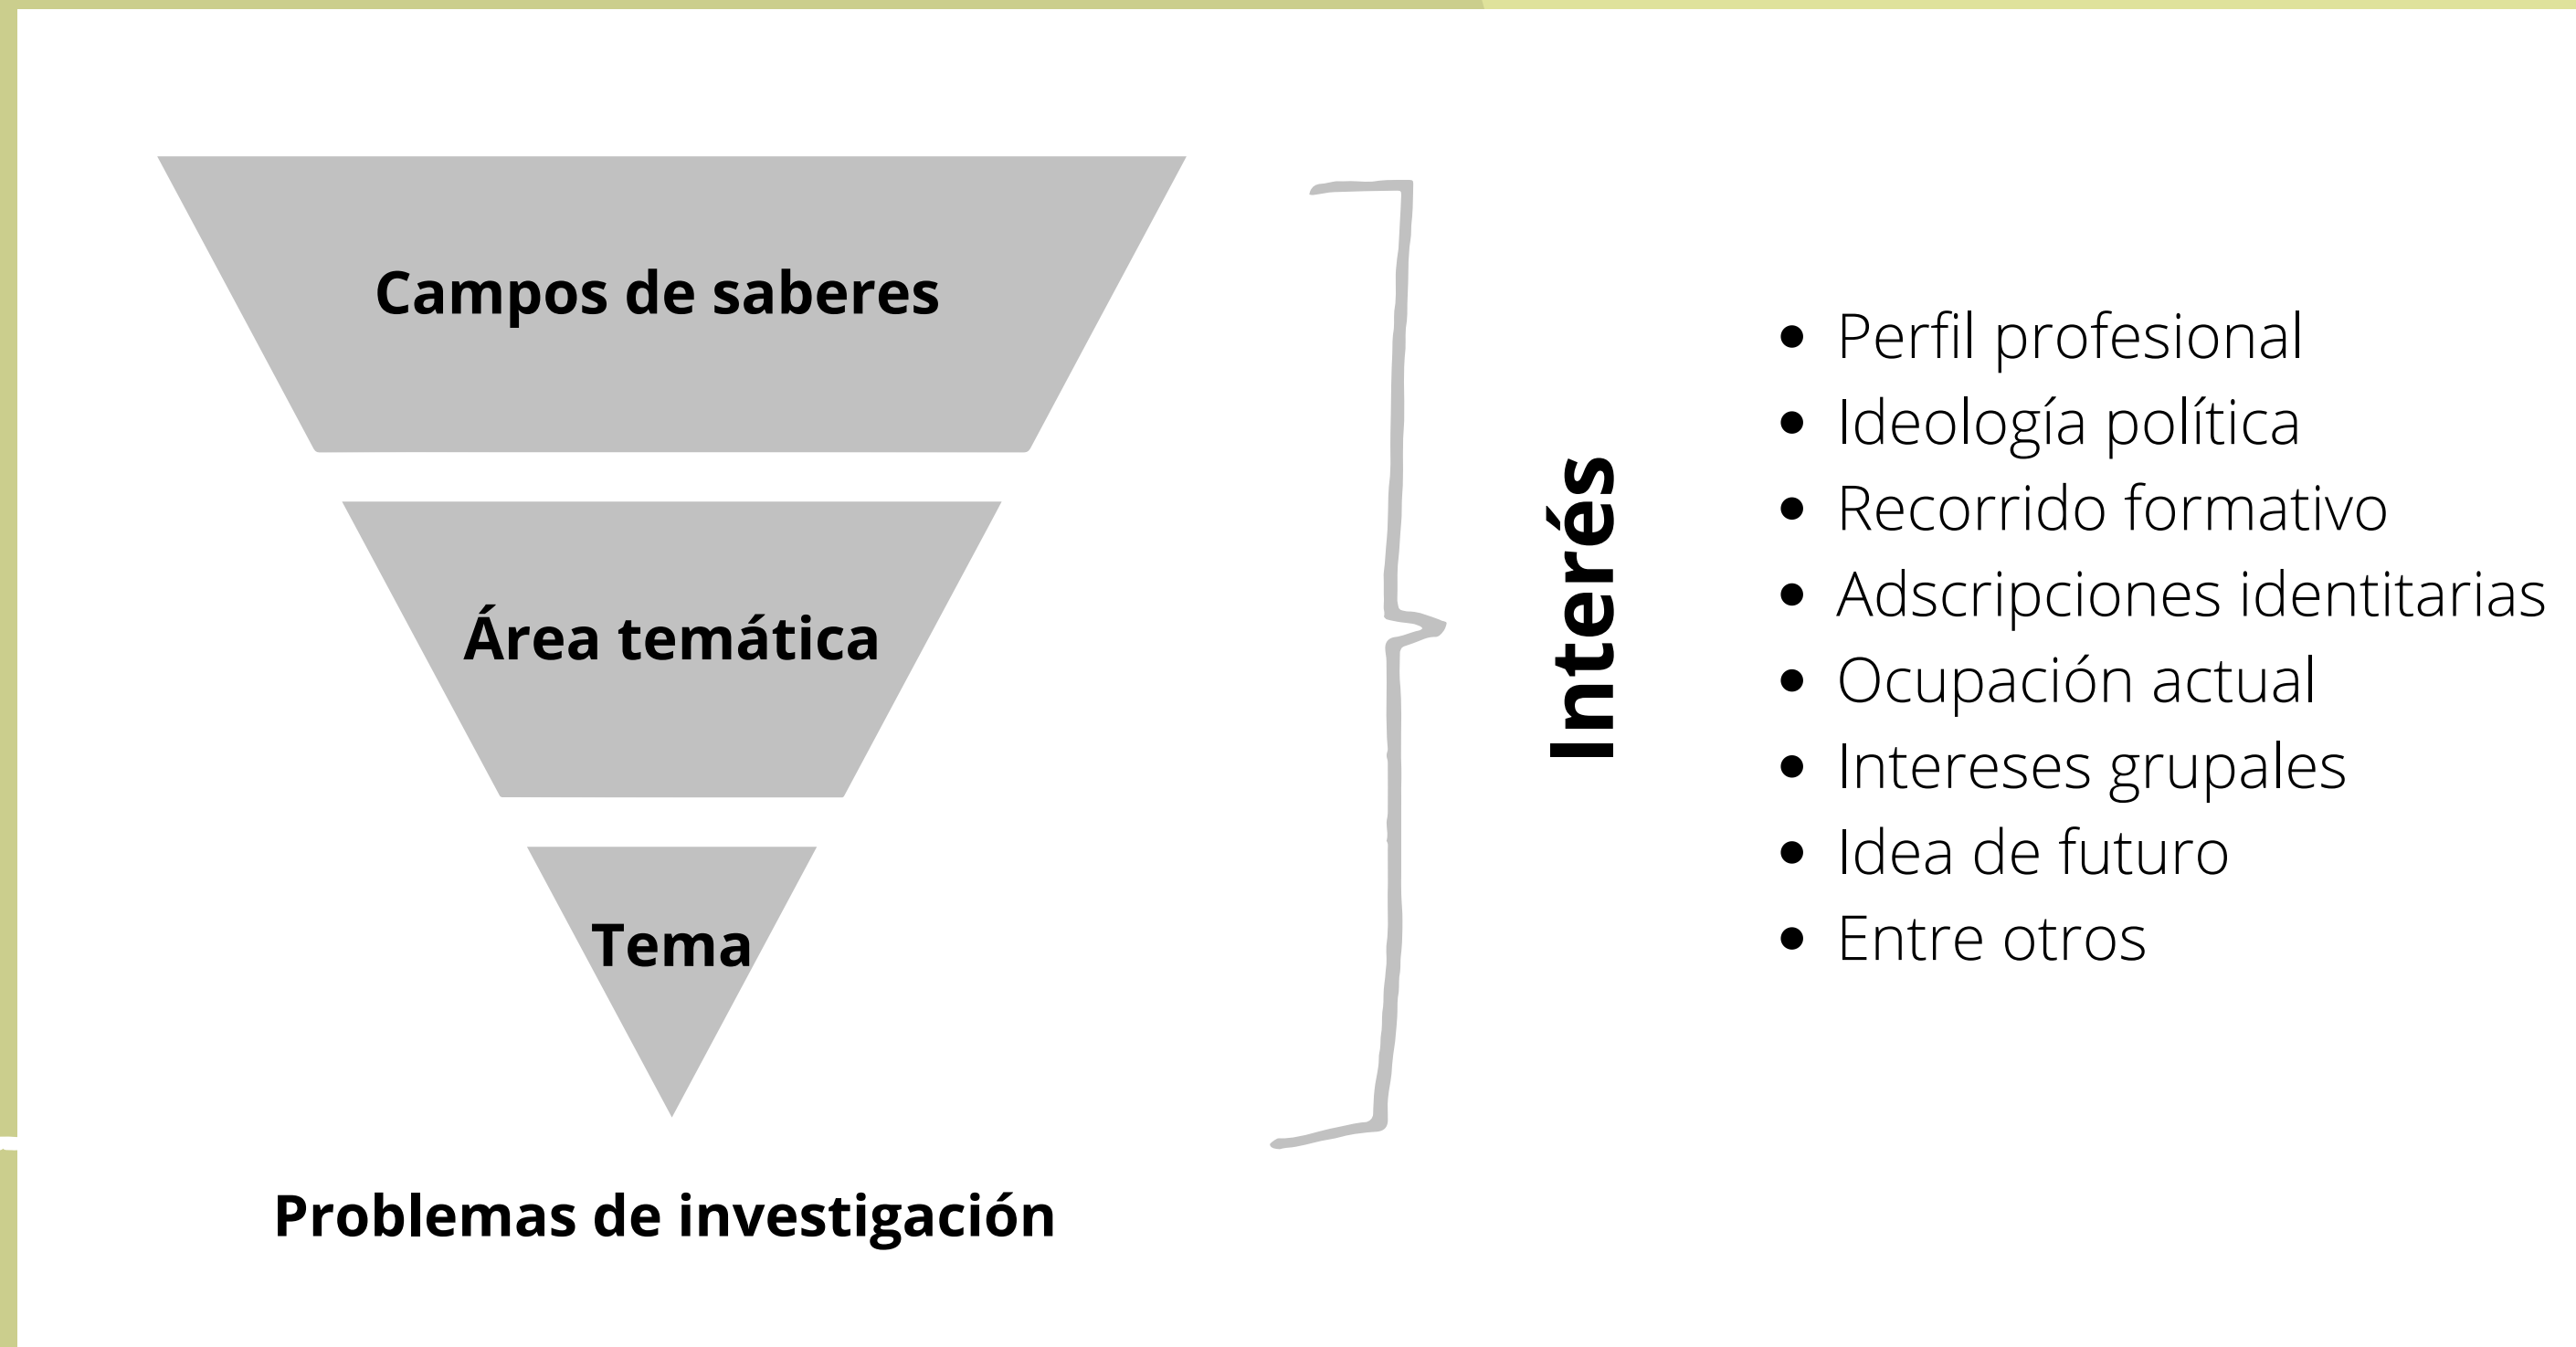 Campos de saberes
Área temática
Tema
Problemas de investigación
Interés
• Perfil profesional
• Ideología política
• Recorrido formativo
• Adscripciones identitarias
• Ocupación actual
• Intereses grupales
• Idea de futuro
• Entre otros